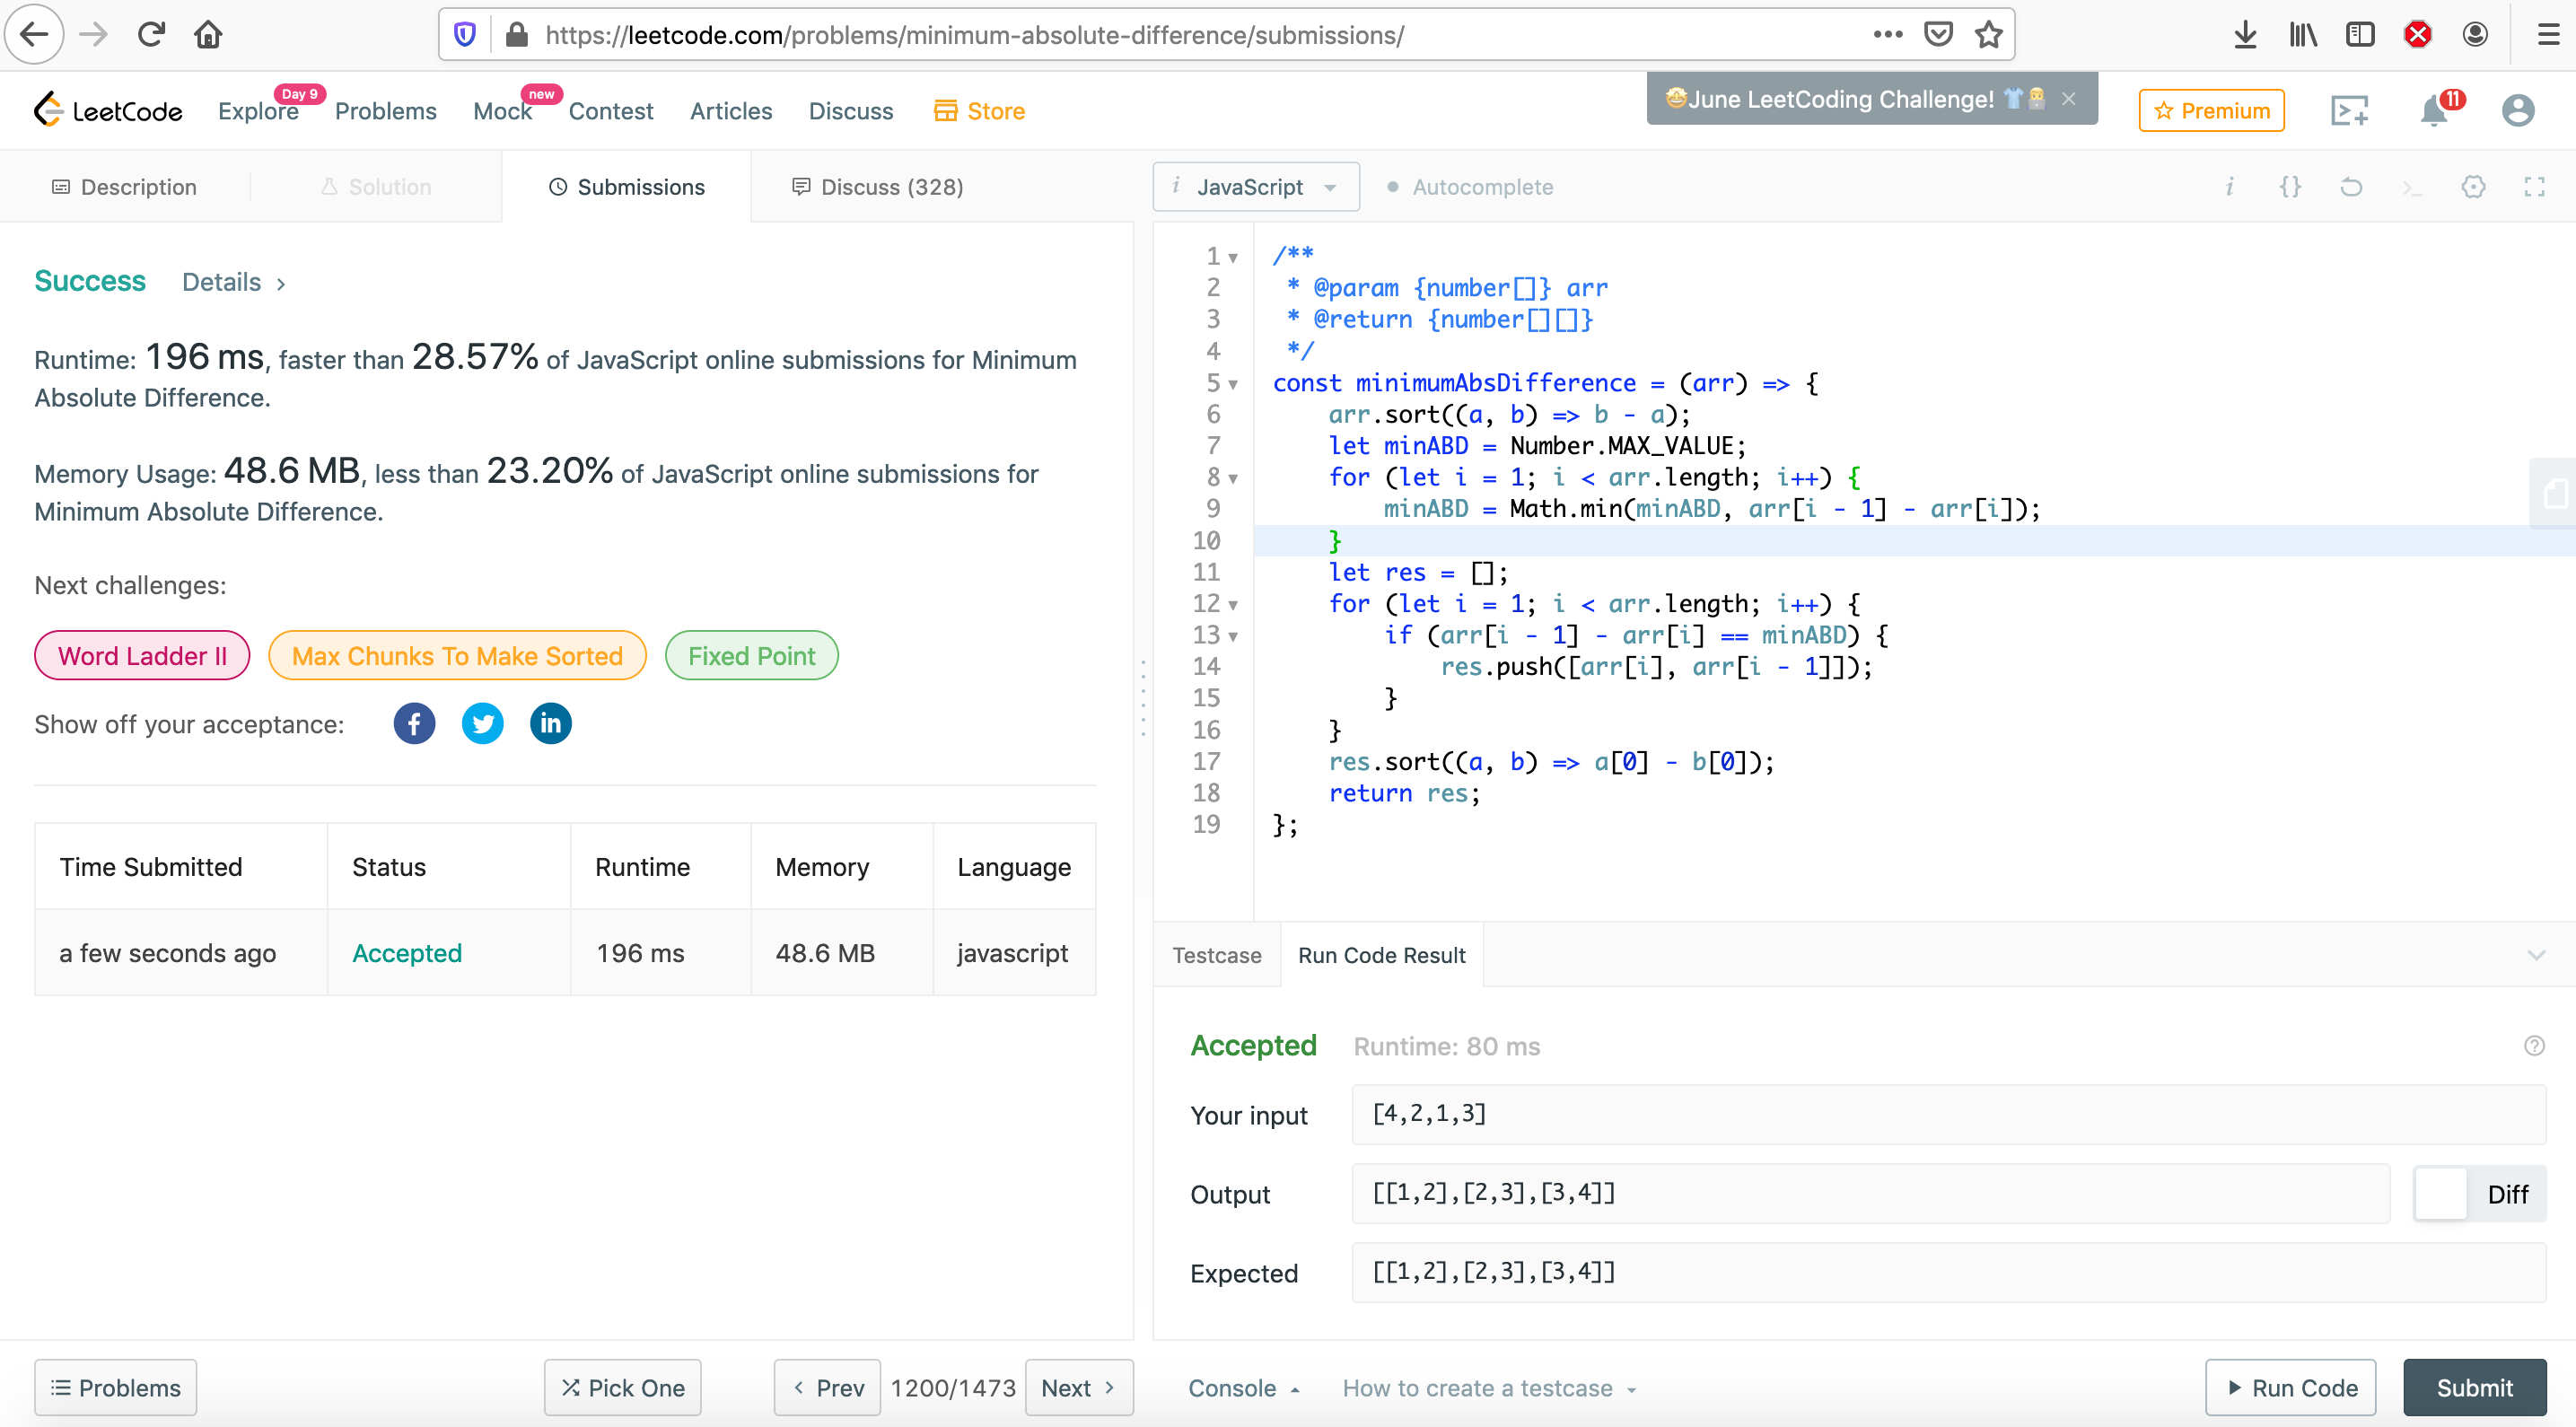 https://leetcode.com/problems/minimum-absolute-difference/submissions/
LeetCode
Explore
Day 9
Problems
Mock
new
Contest
Articles
Discuss
Store
🤩June LeetCoding Challenge!
Premium
11
Description
Solution
Submissions
Discuss (328)
JavaScript
Autocomplete
Success
Details
Runtime: 196 ms, faster than 28.57% of JavaScript online submissions for Minimum
Absolute Difference.
Memory Usage: 48.6 MB, less than 23.20% of JavaScript online submissions for
Minimum Absolute Difference.
Next challenges:
Word Ladder II
Max Chunks To Make Sorted
Fixed Point
Show off your acceptance:
Time Submitted Status Runtime Memory Language
a few seconds ago Accepted 196 ms 48.6 MB javascript
1 /**
2  * @param {number[]} arr
3  * @return {number[][]}
4  */
5 const minimumAbsDifference = (arr) => {
6     arr.sort((a, b) => b - a);
7     let minABD = Number.MAX_VALUE;
8     for (let i = 1; i < arr.length; i++) {
9         minABD = Math.min(minABD, arr[i - 1] - arr[i]);
10     }
11     let res = [];
12     for (let i = 1; i < arr.length; i++) {
13         if (arr[i - 1] - arr[i] == minABD) {
14             res.push([arr[i], arr[i - 1]]);
15         }
16     }
17     res.sort((a, b) => a[0] - b[0]);
18     return res;
19 };
Testcase
Run Code Result
Accepted Runtime: 80 ms
Your input [4,2,1,3]
Output [[1,2],[2,3],[3,4]]
Diff
Expected [[1,2],[2,3],[3,4]]
Problems
Pick One
Prev
1200/1473
Next
Console
How to create a testcase
Run Code
Submit